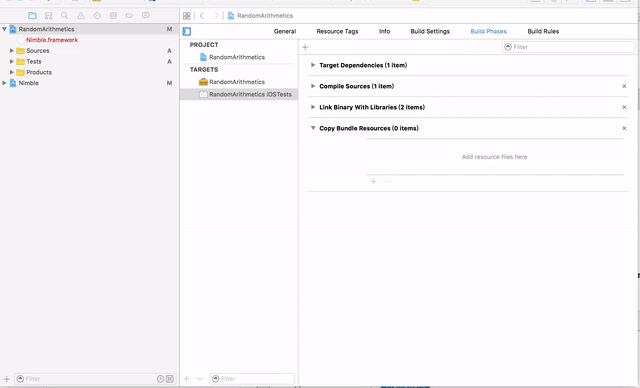 RandomArithmetics
General
Resource Tags
Info
Build Settings
Build Phases
Build Rules
RandomArithmetics M
Nimble.framework
Sources A
Tests A
Products
Nimble M
PROJECT
RandomArithmetics
TARGETS
RandomArithmetics
RandomArithmetics iOSTests
Filter
Target Dependencies (1 item)
Compile Sources (1 item)
Link Binary With Libraries (2 items)
Copy Bundle Resources (0 items)
Add resource files here
Filter
Filter